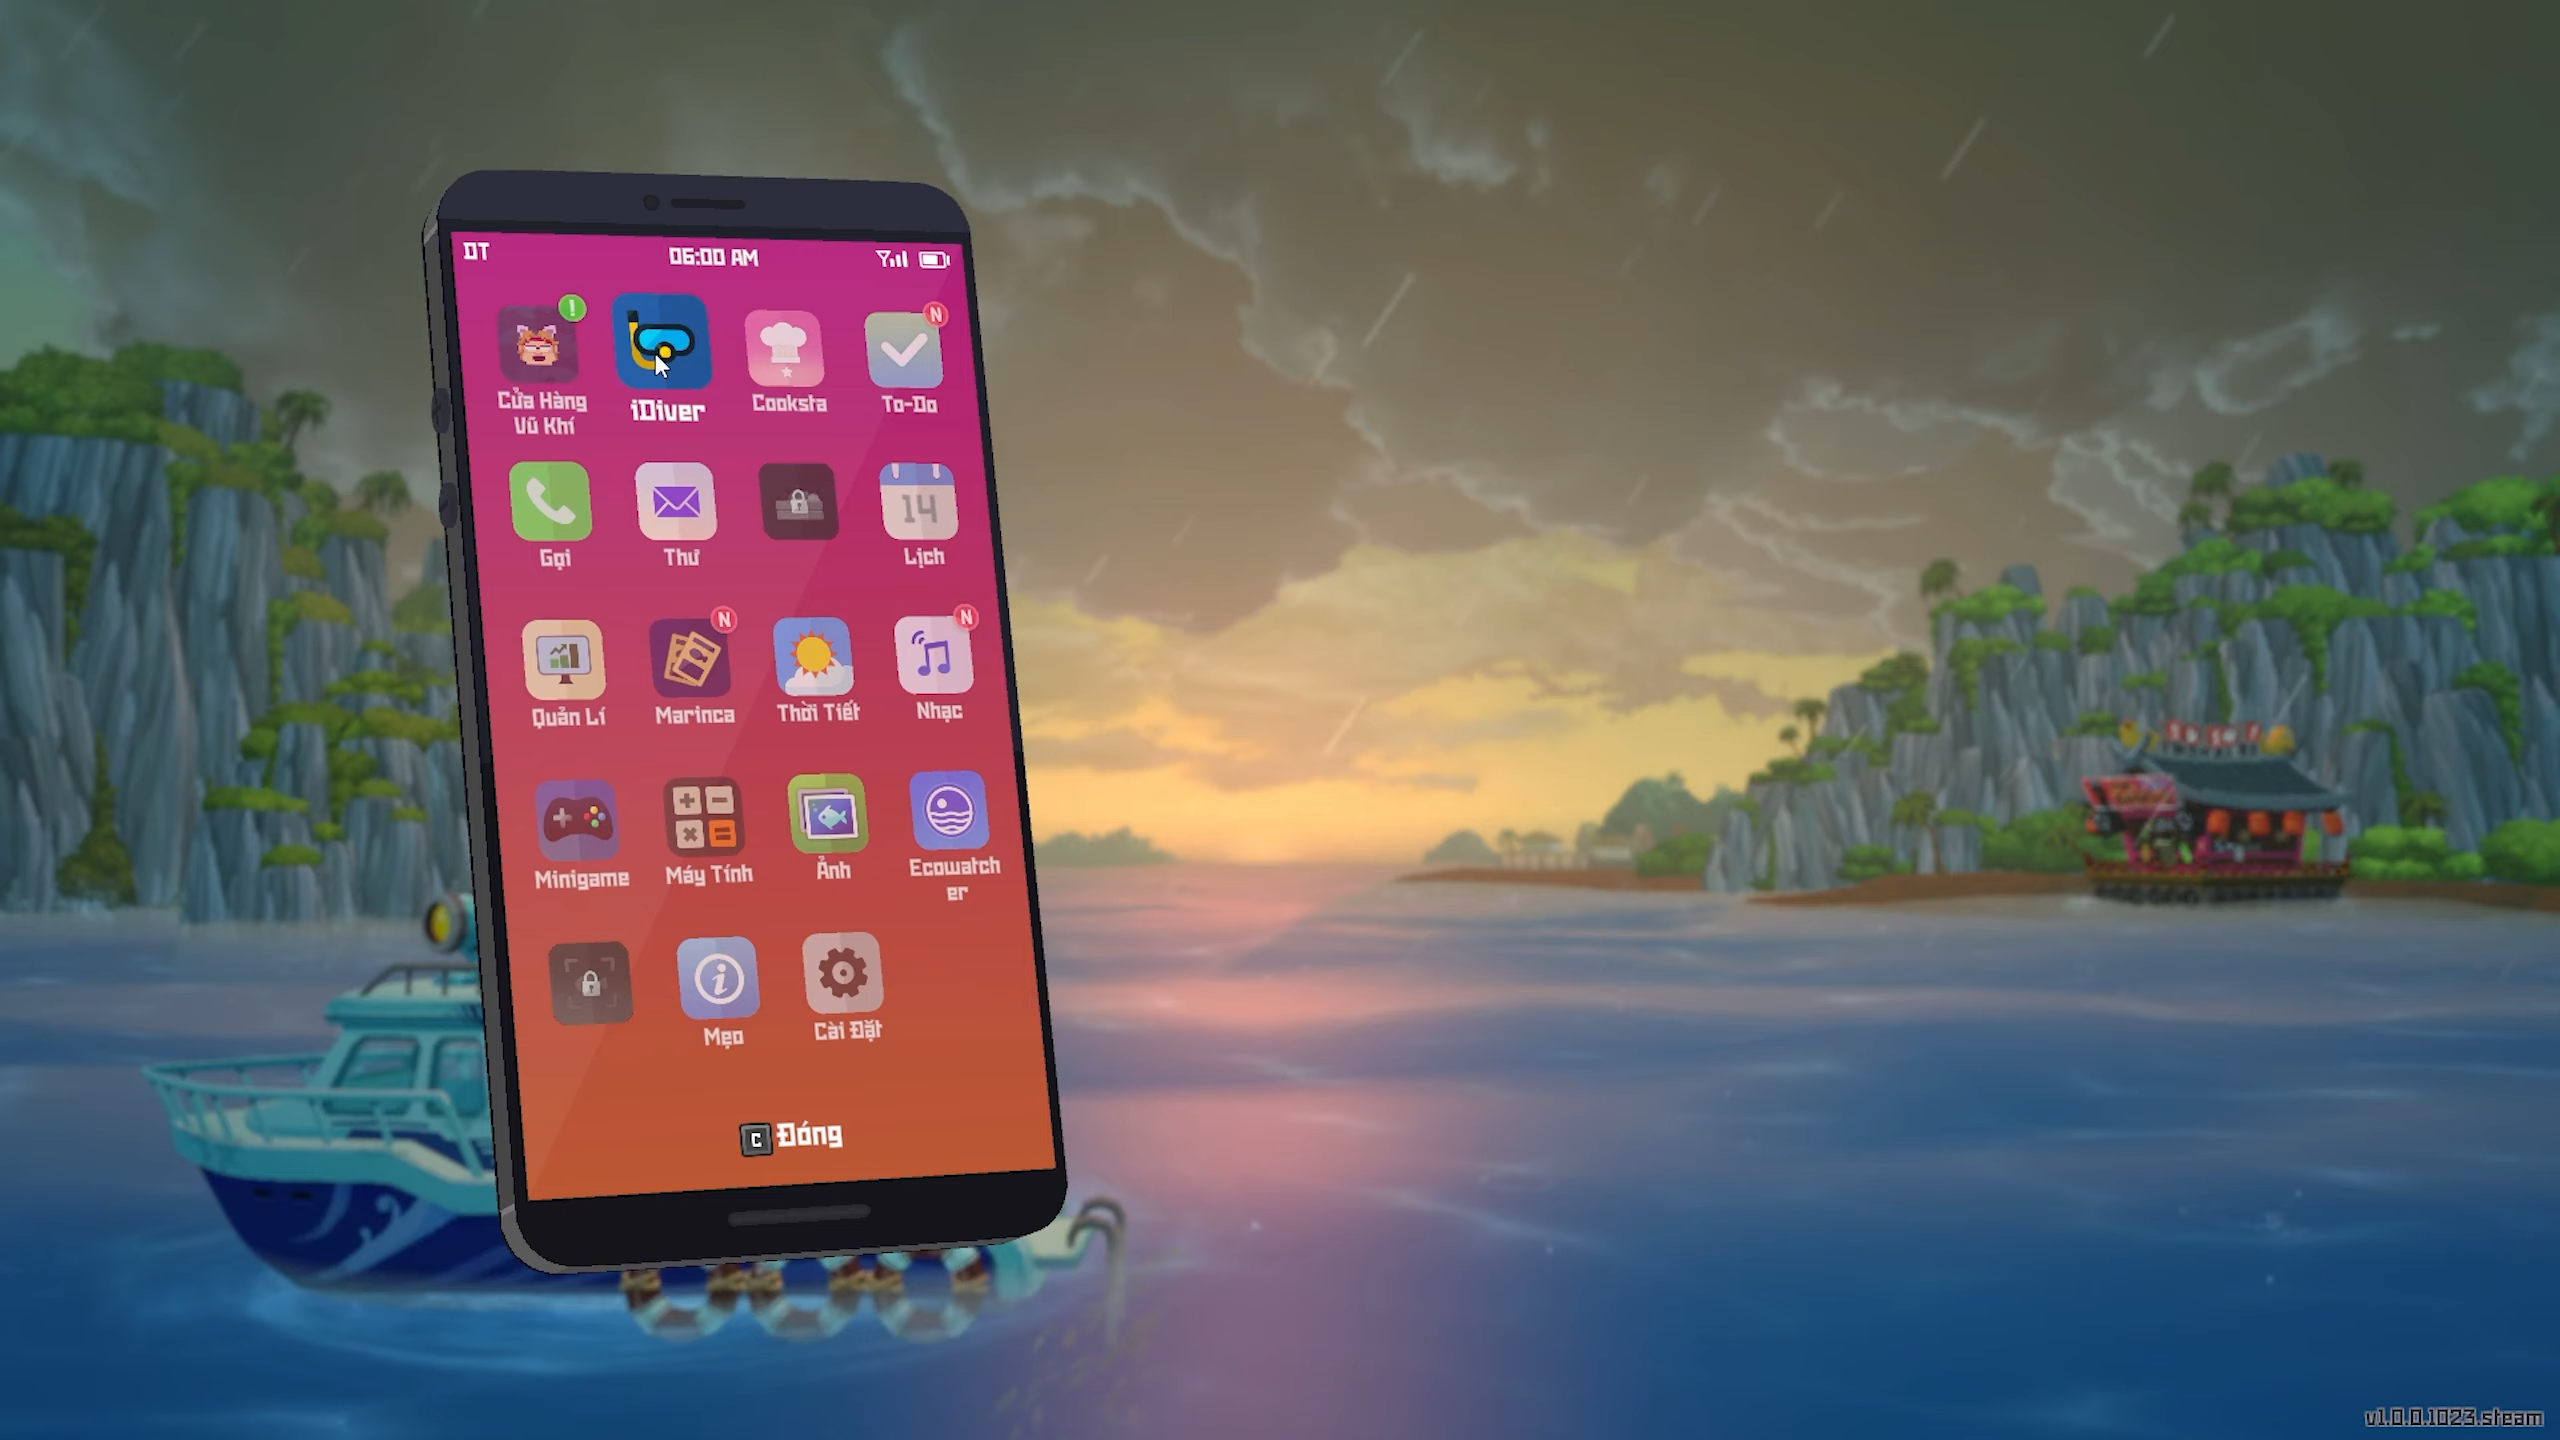 DT
06:00 AM
!
N
Cửa Hàng
Vũ Khí
iDiver
Cooksta
To-Do
14
Gọi
Thư
Lịch
N
N
Quản Lí
Marinca
Thời Tiết
Nhạc
Minigame
Máy Tính
Ảnh
Ecowatch
er
i
Mẹo
Cài Đặt
C Đóng
v1.0.0.1023.steam